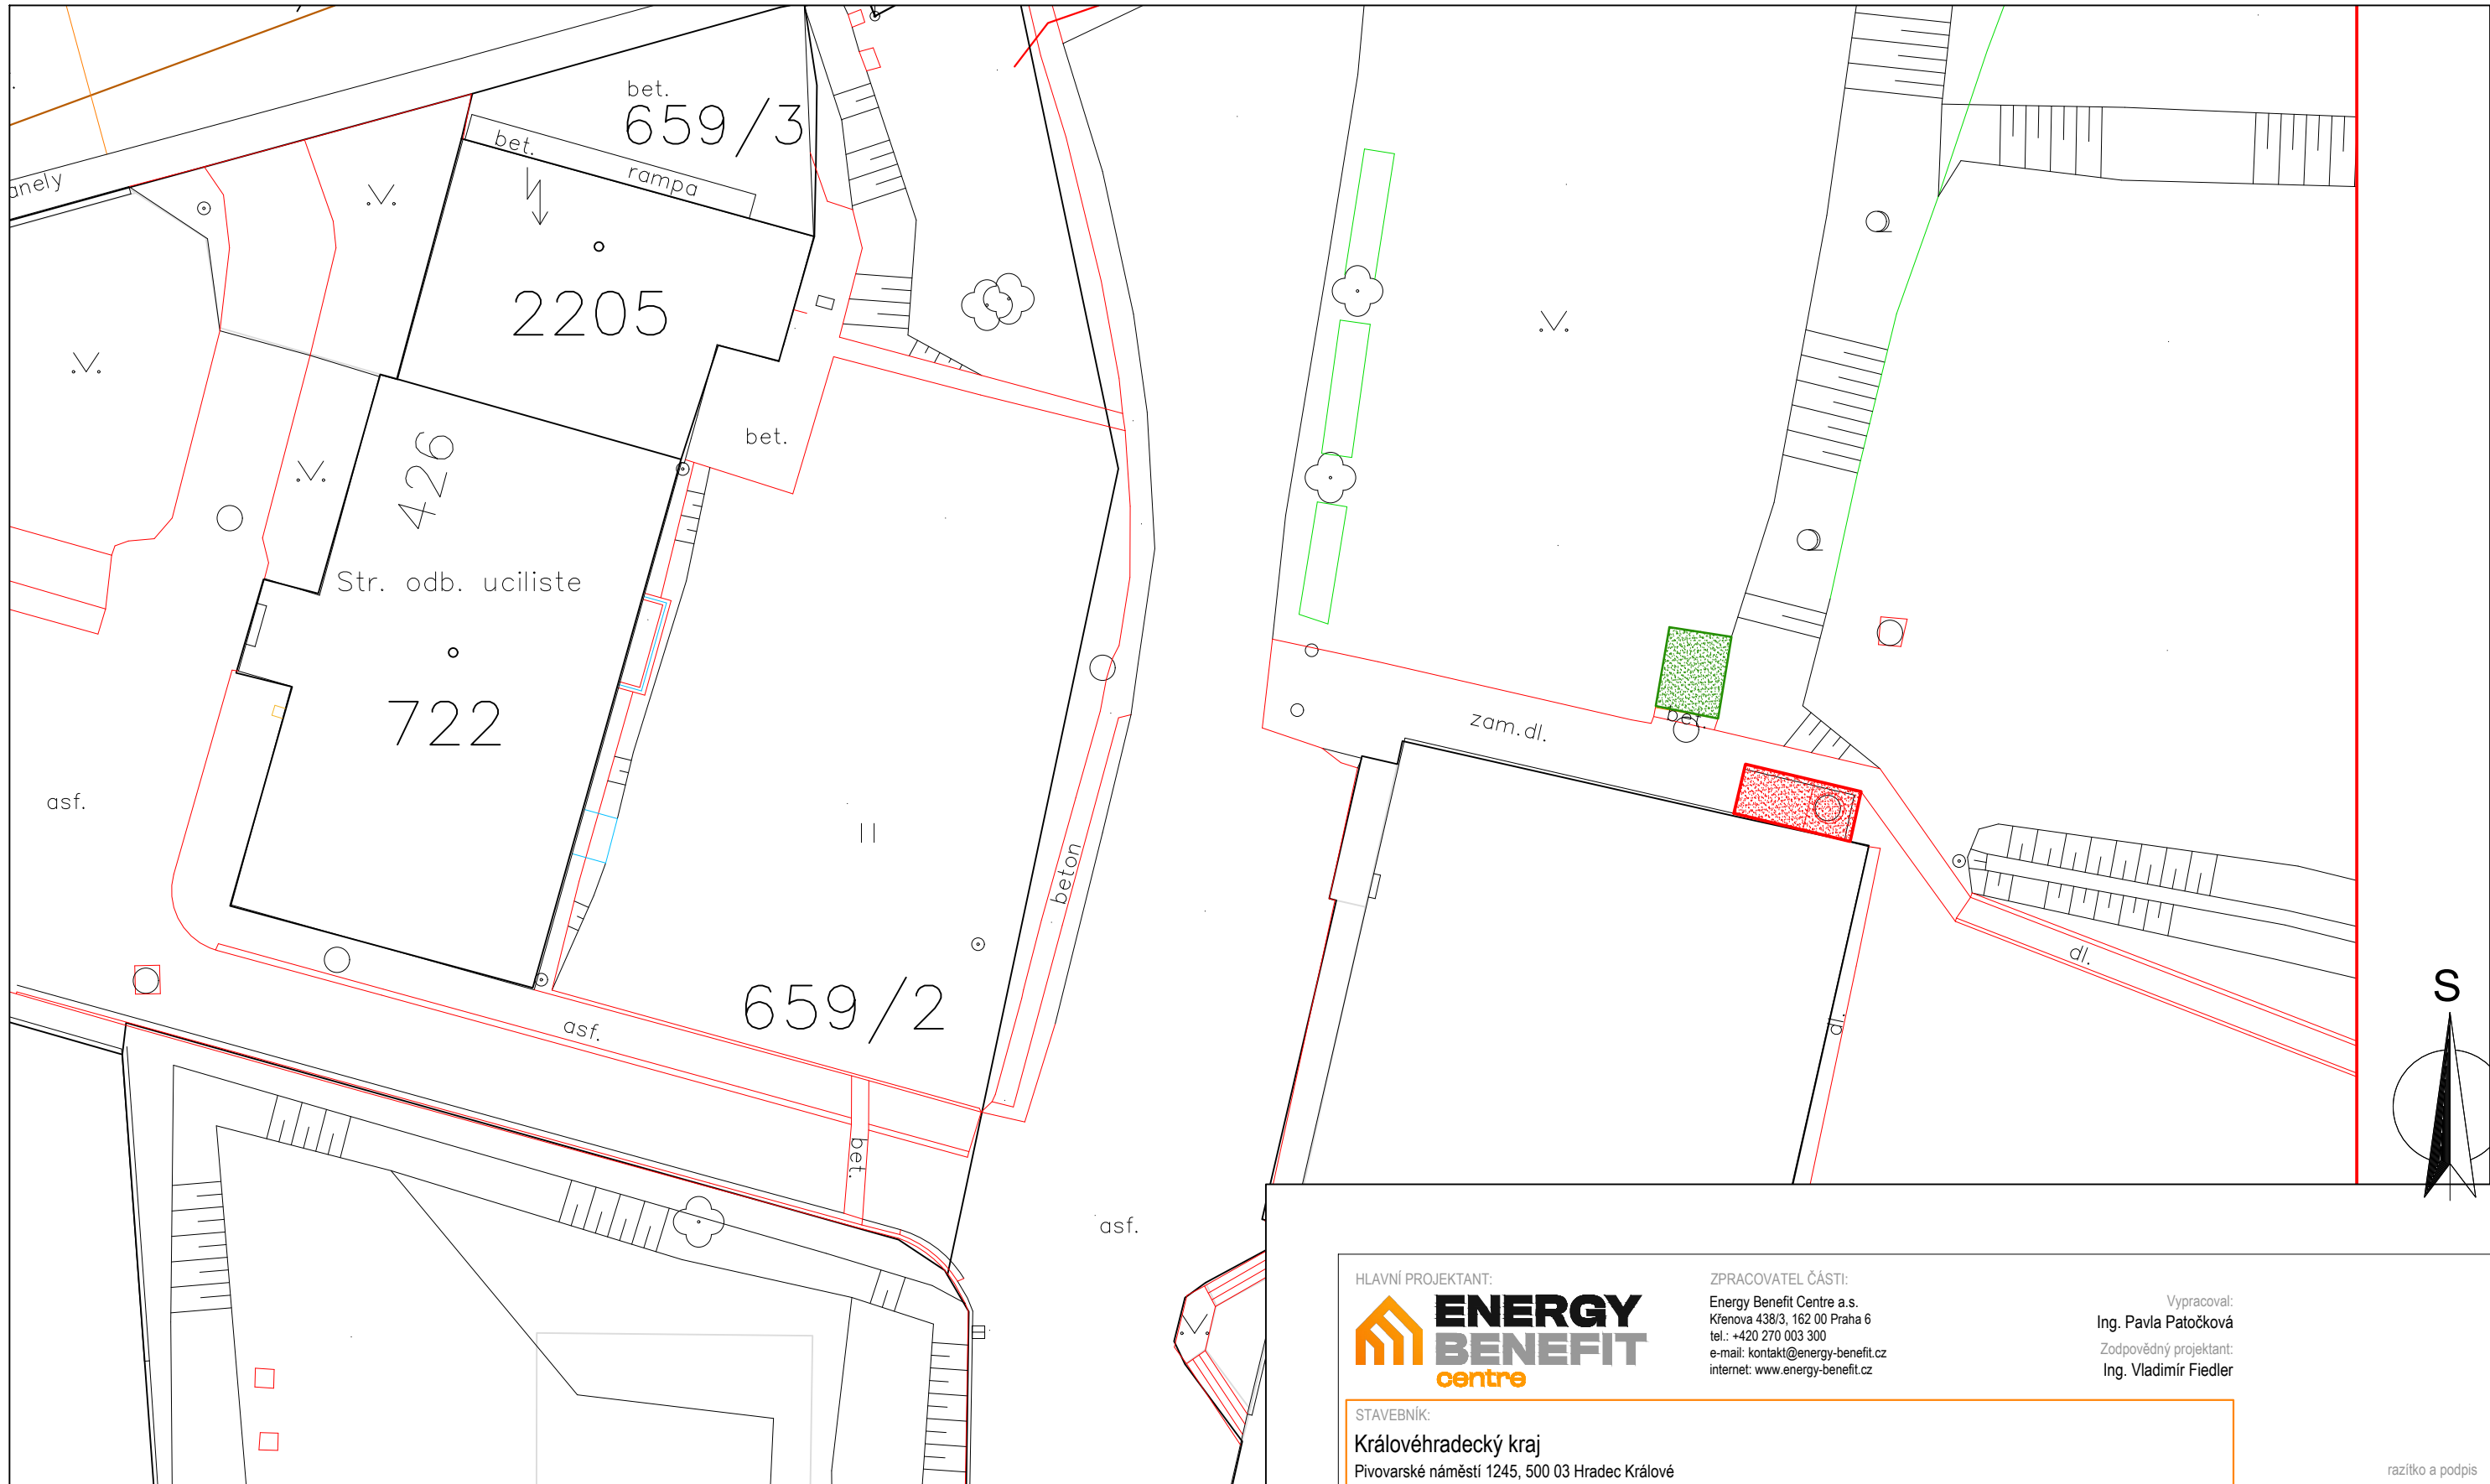 bet.
659/3
bet.
rampa
2205
bet.
426
Str. odb. uciliste
722
asf.
beton
659/2
asf.
bet.
asf.
zam.dl.
bet.
dl.
dl.
S
HLAVNÍ PROJEKTANT:
ENERGY
BENEFIT
centre
ZPRACOVATEL ČÁSTI:
Energy Benefit Centre a.s.
Křenova 438/3, 162 00 Praha 6
tel.: +420 270 003 300
e-mail: kontakt@energy-benefit.cz
internet: www.energy-benefit.cz
Vypracoval:
Ing. Pavla Patočková
Zodpovědný projektant:
Ing. Vladimír Fiedler
STAVEBNÍK:
Královéhradecký kraj
Pivovarské náměstí 1245, 500 03 Hradec Králové
razítko a podpis